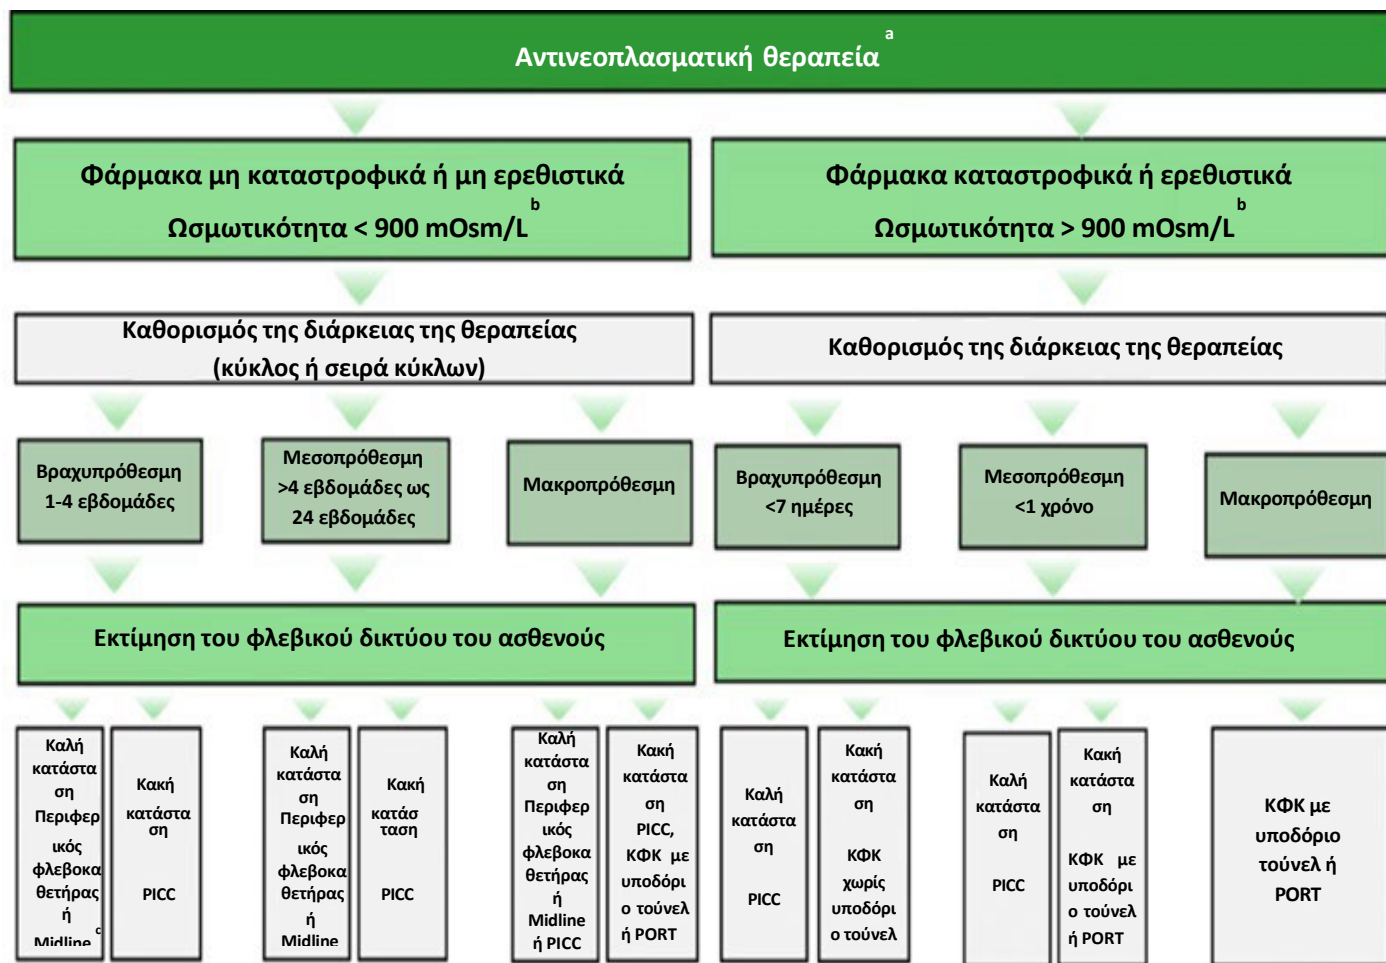 Αντινεοπλασματική θεραπεία a
Φάρμακα μη καταστροφικά ή μη ερεθιστικά
Ωσμωτικότητα < 900 mOsm/L b
Φάρμακα καταστροφικά ή ερεθιστικά
Ωσμωτικότητα > 900 mOsm/L b
Καθορισμός της διάρκειας της θεραπείας
(κύκλος ή σειρά κύκλων)
Καθορισμός της διάρκειας της θεραπείας
Βραχυπρόθεσμη
1-4 εβδομάδες
Μεσοπρόθεσμη
>4 εβδομάδες ως
24 εβδομάδες
Μακροπρόθεσμη
Βραχυπρόθεσμη
<7 ημέρες
Μεσοπρόθεσμη
<1 χρόνο
Μακροπρόθεσμη
Εκτίμηση του φλεβικού δικτύου του ασθενούς
Εκτίμηση του φλεβικού δικτύου του ασθενούς
Καλή
κατάστα
ση
Περιφερ
ικός
φλεβοκα
θετήρας
ή
Midline c
Κακή
κατάστα
ση
PICC
Καλή
κατάστα
ση
Περιφερ
ικός
φλεβοκα
θετήρας
ή
Midline
Κακή
κατάσ
ταση
PICC
Καλή
κατάστα
ση
Περιφερ
ικός
φλεβοκα
θετήρας
ή
Midline
ή PICC
Κακή
κατάστα
ση
PICC,
ΚΦΚ με
υποδόρι
ο τούνελ
ή PORT
Καλή
κατάστα
ση
PICC
Κακή
κατάστα
ση
ΚΦΚ
χωρίς
υποδόρι
ο τούνελ
Καλή
κατάστα
ση
PICC
Κακή
κατάστα
ση
ΚΦΚ με
υποδόρι
ο τούνελ
ή PORT
ΚΦΚ με
υποδόριο
τούνελ ή
PORT